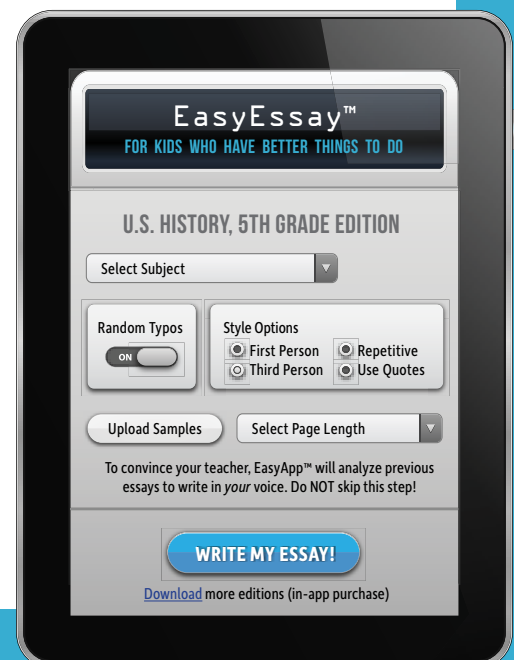 EasyEssay™
FOR KIDS WHO HAVE BETTER THINGS TO DO
U.S. HISTORY, 5TH GRADE EDITION
Select Subject
Random Typos
ON
Style Options
First Person
Repetitive
Third Person
Use Quotes
Upload Samples
Select Page Length
To convince your teacher, EasyApp™ will analyze previous
essays to write in your voice. Do NOT skip this step!
WRITE MY ESSAY!
Download more editions (in-app purchase)